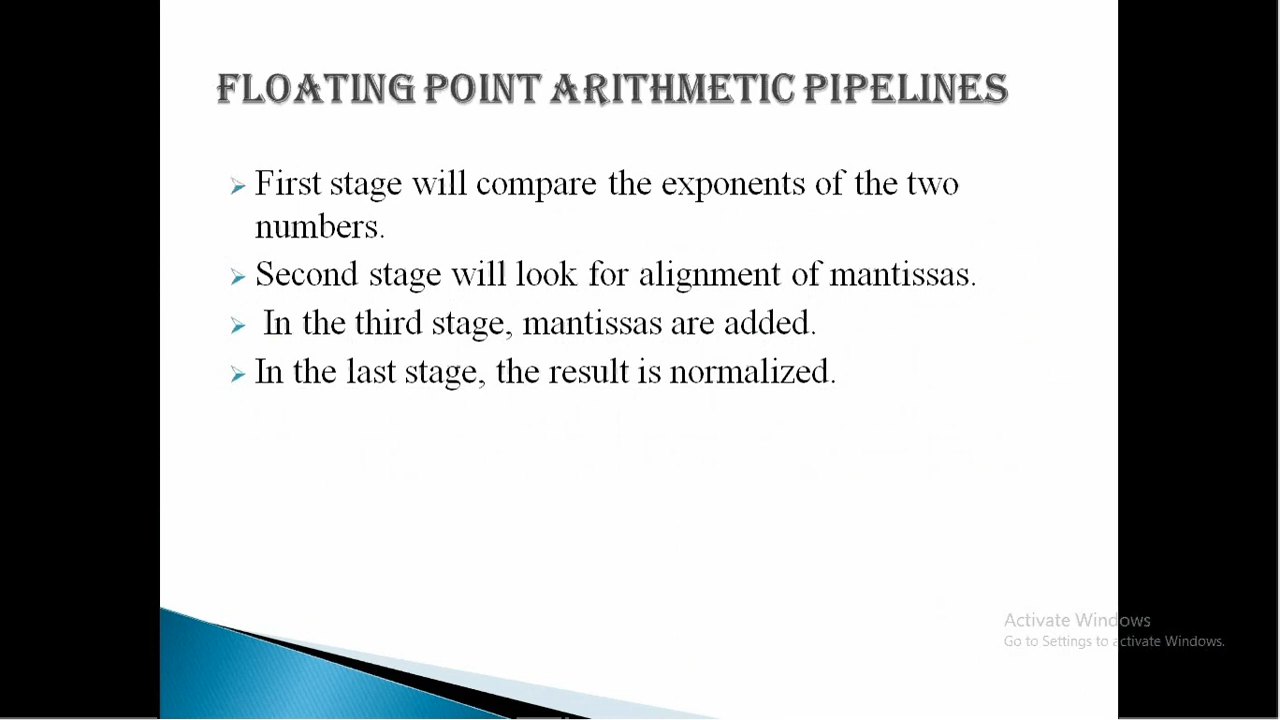 FLOATING POINT ARITHMETIC PIPELINES
First stage will compare the exponents of the two
numbers.
Second stage will look for alignment of mantissas.
In the third stage, mantissas are added.
In the last stage, the result is normalized.
Activate Windows
Go to Settings to activate Windows.